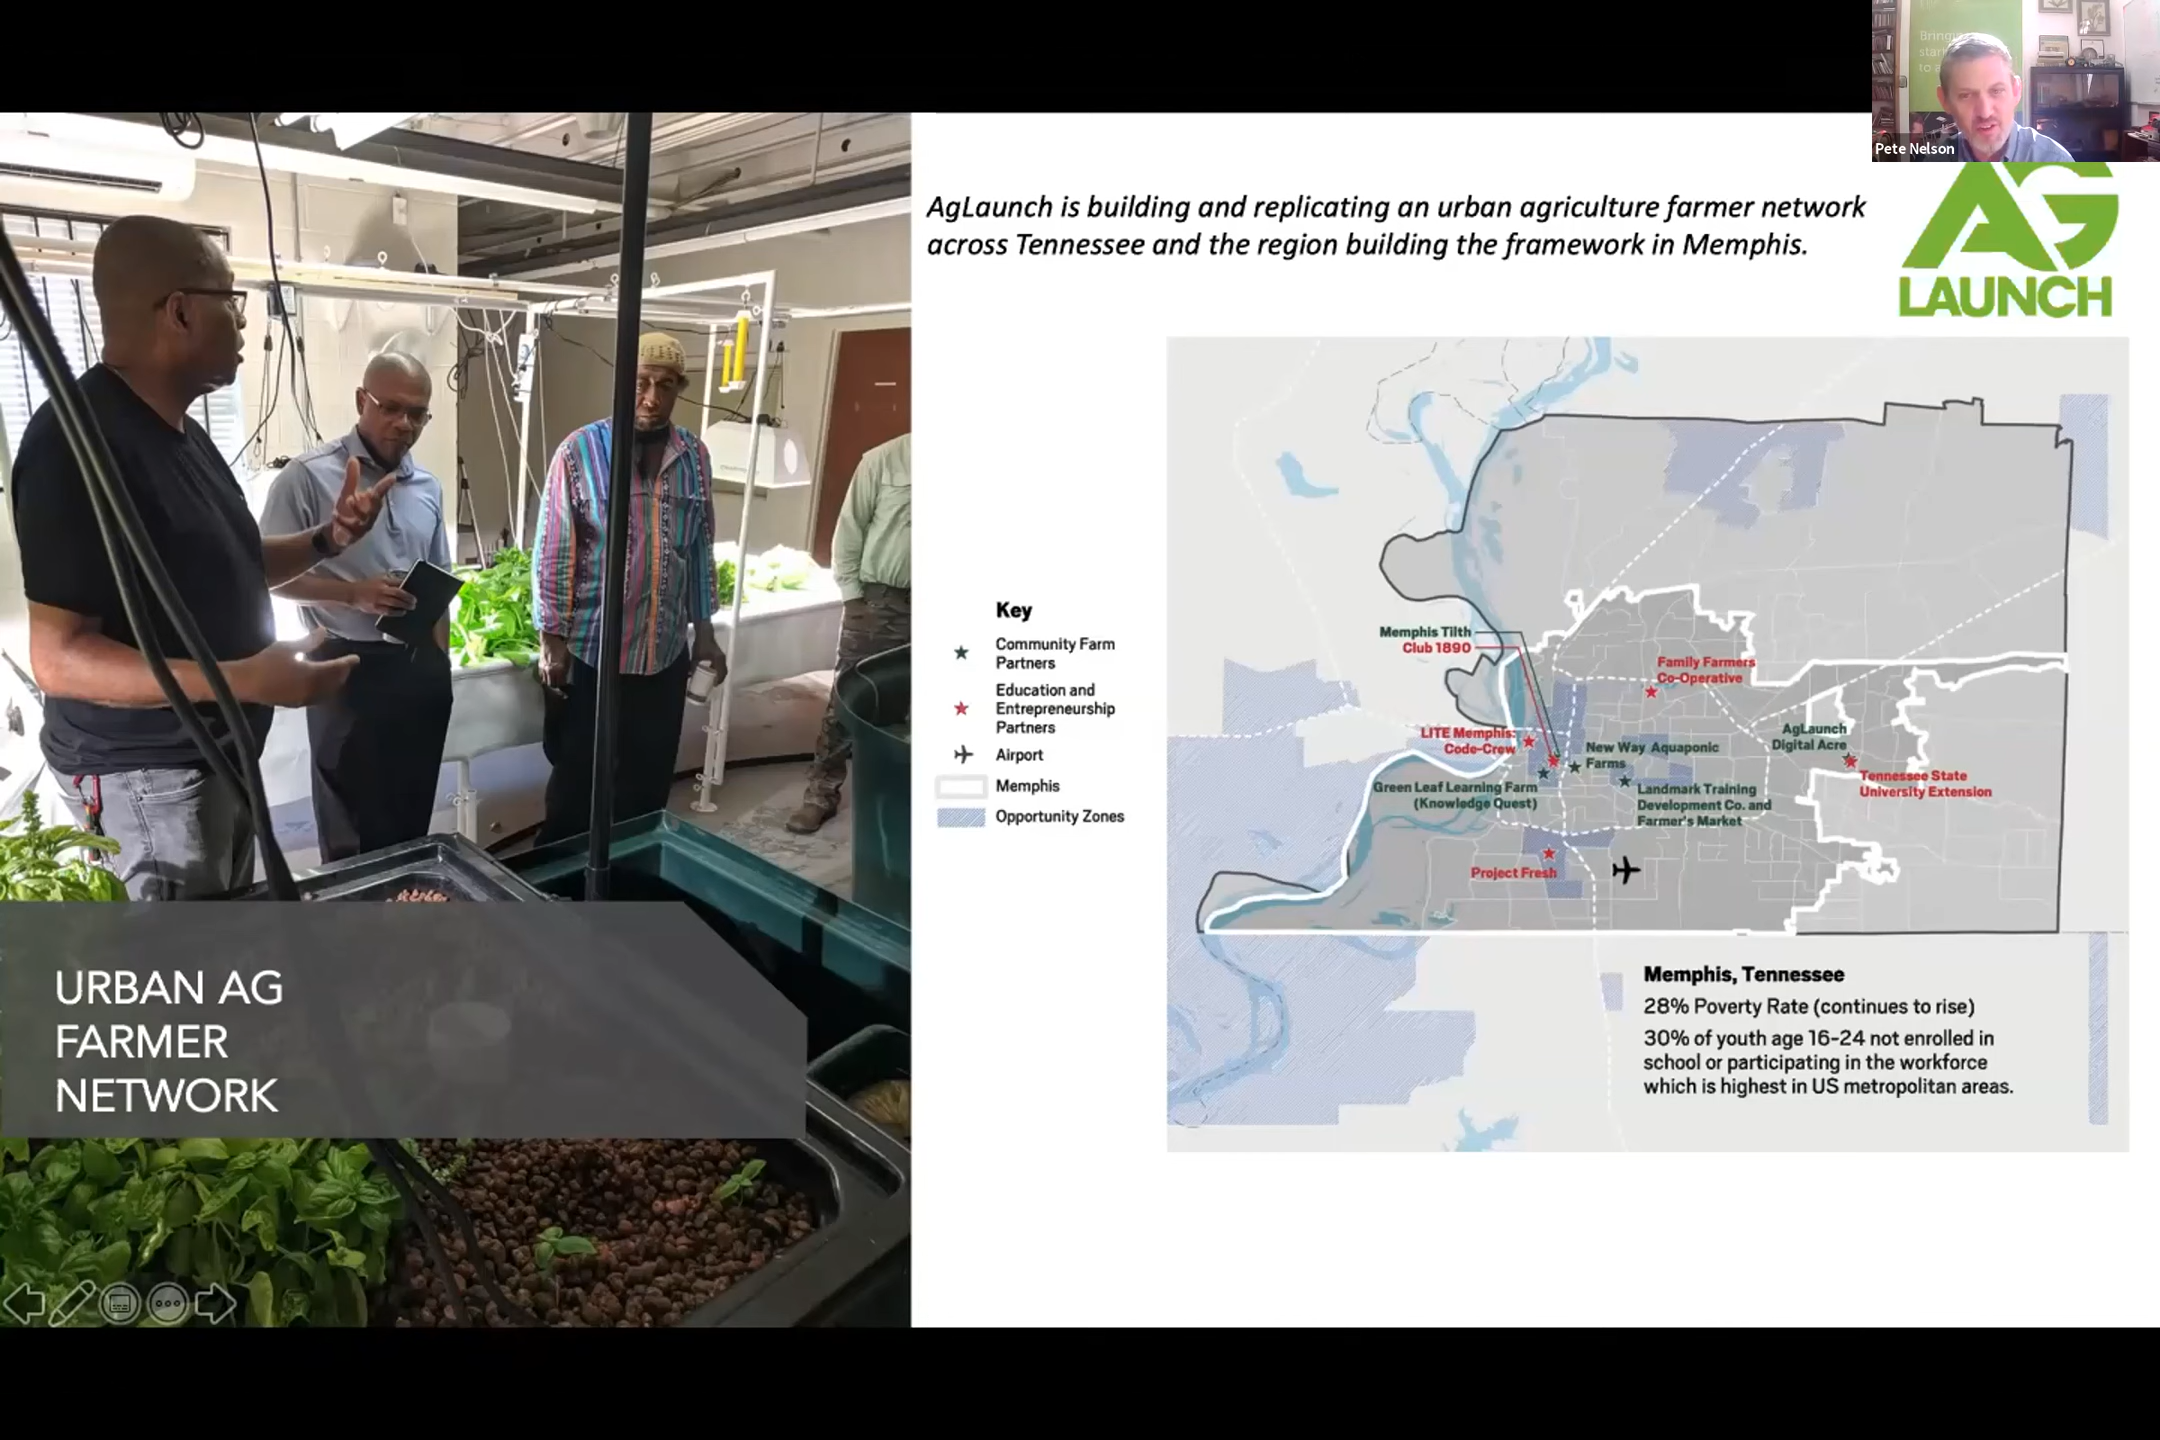 Bring
star
to a
Pete Nelson
AgLaunch is building and replicating an urban agriculture farmer network
across Tennessee and the region building the framework in Memphis.
AG
LAUNCH
Key
Community Farm
Partners
Education and
Entrepreneurship
Partners
Airport
Memphis
Opportunity Zones
Memphis Tilth
Club 1890
Family Farmers
Co-Operative
LITE Memphis:
Code-Crew
New Way Aquaponic
Farms
AgLaunch
Digital Acre
Tennessee State
University Extension
Green Leaf Learning Farm
(Knowledge Quest)
Landmark Training
Development Co. and
Farmer's Market
Project Fresh
Memphis, Tennessee
28% Poverty Rate (continues to rise)
30% of youth age 16-24 not enrolled in
school or participating in the workforce
which is highest in US metropolitan areas.
URBAN AG
FARMER
NETWORK